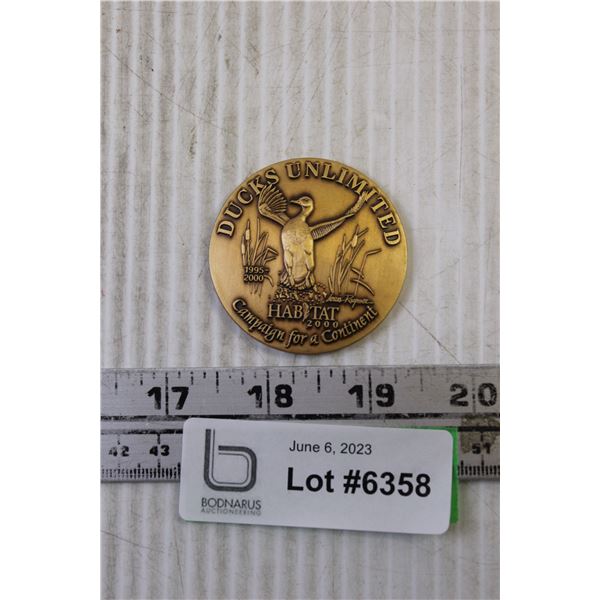 DUCKS UNLIMITED
1995-
2000
HABITAT
2000
Campaign for a Continent
17 18 19 20
42 43 51
June 6, 2023
Lot #6358
BODNARUS
AUCTIONEERING